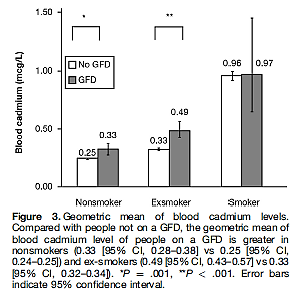 * **
No GFD
GFD
Blood cadmium (mcg/L)
1.00
0.50
0.00
0.25
0.33
0.33
0.49
0.96
0.97
Nonsmoker Exsmoker Smoker
Figure 3. Geometric mean of blood cadmium levels.
Compared with people not on a GFD, the geometric mean of
blood cadmium level of people on a GFD is greater in
nonsmokers (0.33 [95% CI, 0.28–0.38] vs 0.25 [95% CI,
0.24–0.25]) and ex-smokers (0.49 [95% CI, 0.43–0.57] vs 0.33
[95% CI, 0.32–0.34]). *P = .001, **P < .001. Error bars
indicate 95% confidence interval.